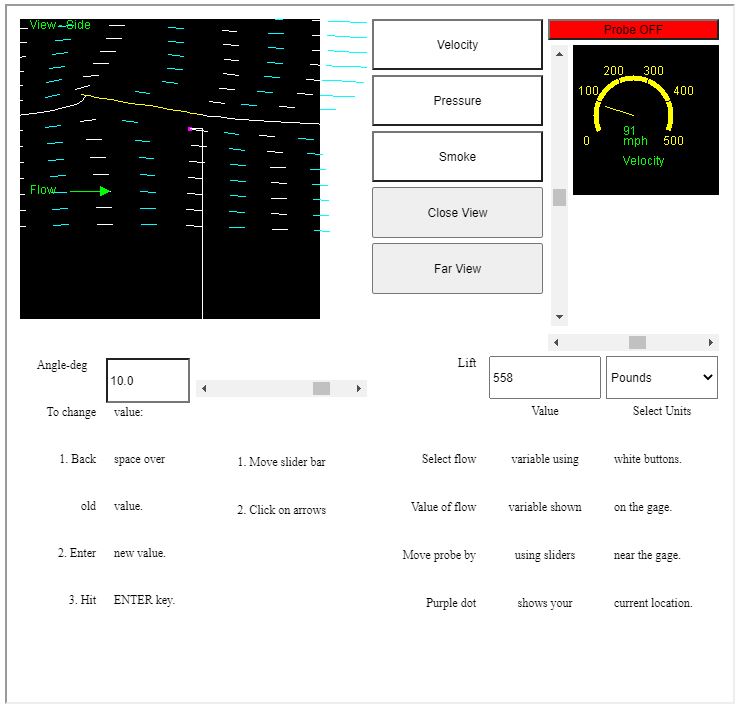 View - Side
Flow
Velocity
Pressure
Smoke
Close View
Far View
Probe OFF
200 300
100 400
0 91 500
mph
Velocity
Angle-deg 10.0
Lift 558 Pounds
Value Select Units
To change value:
1. Back space over
old value.
2. Enter new value.
3. Hit ENTER key.
1. Move slider bar
2. Click on arrows
Select flow variable using white buttons.
Value of flow variable shown on the gage.
Move probe by using sliders near the gage.
Purple dot shows your current location.